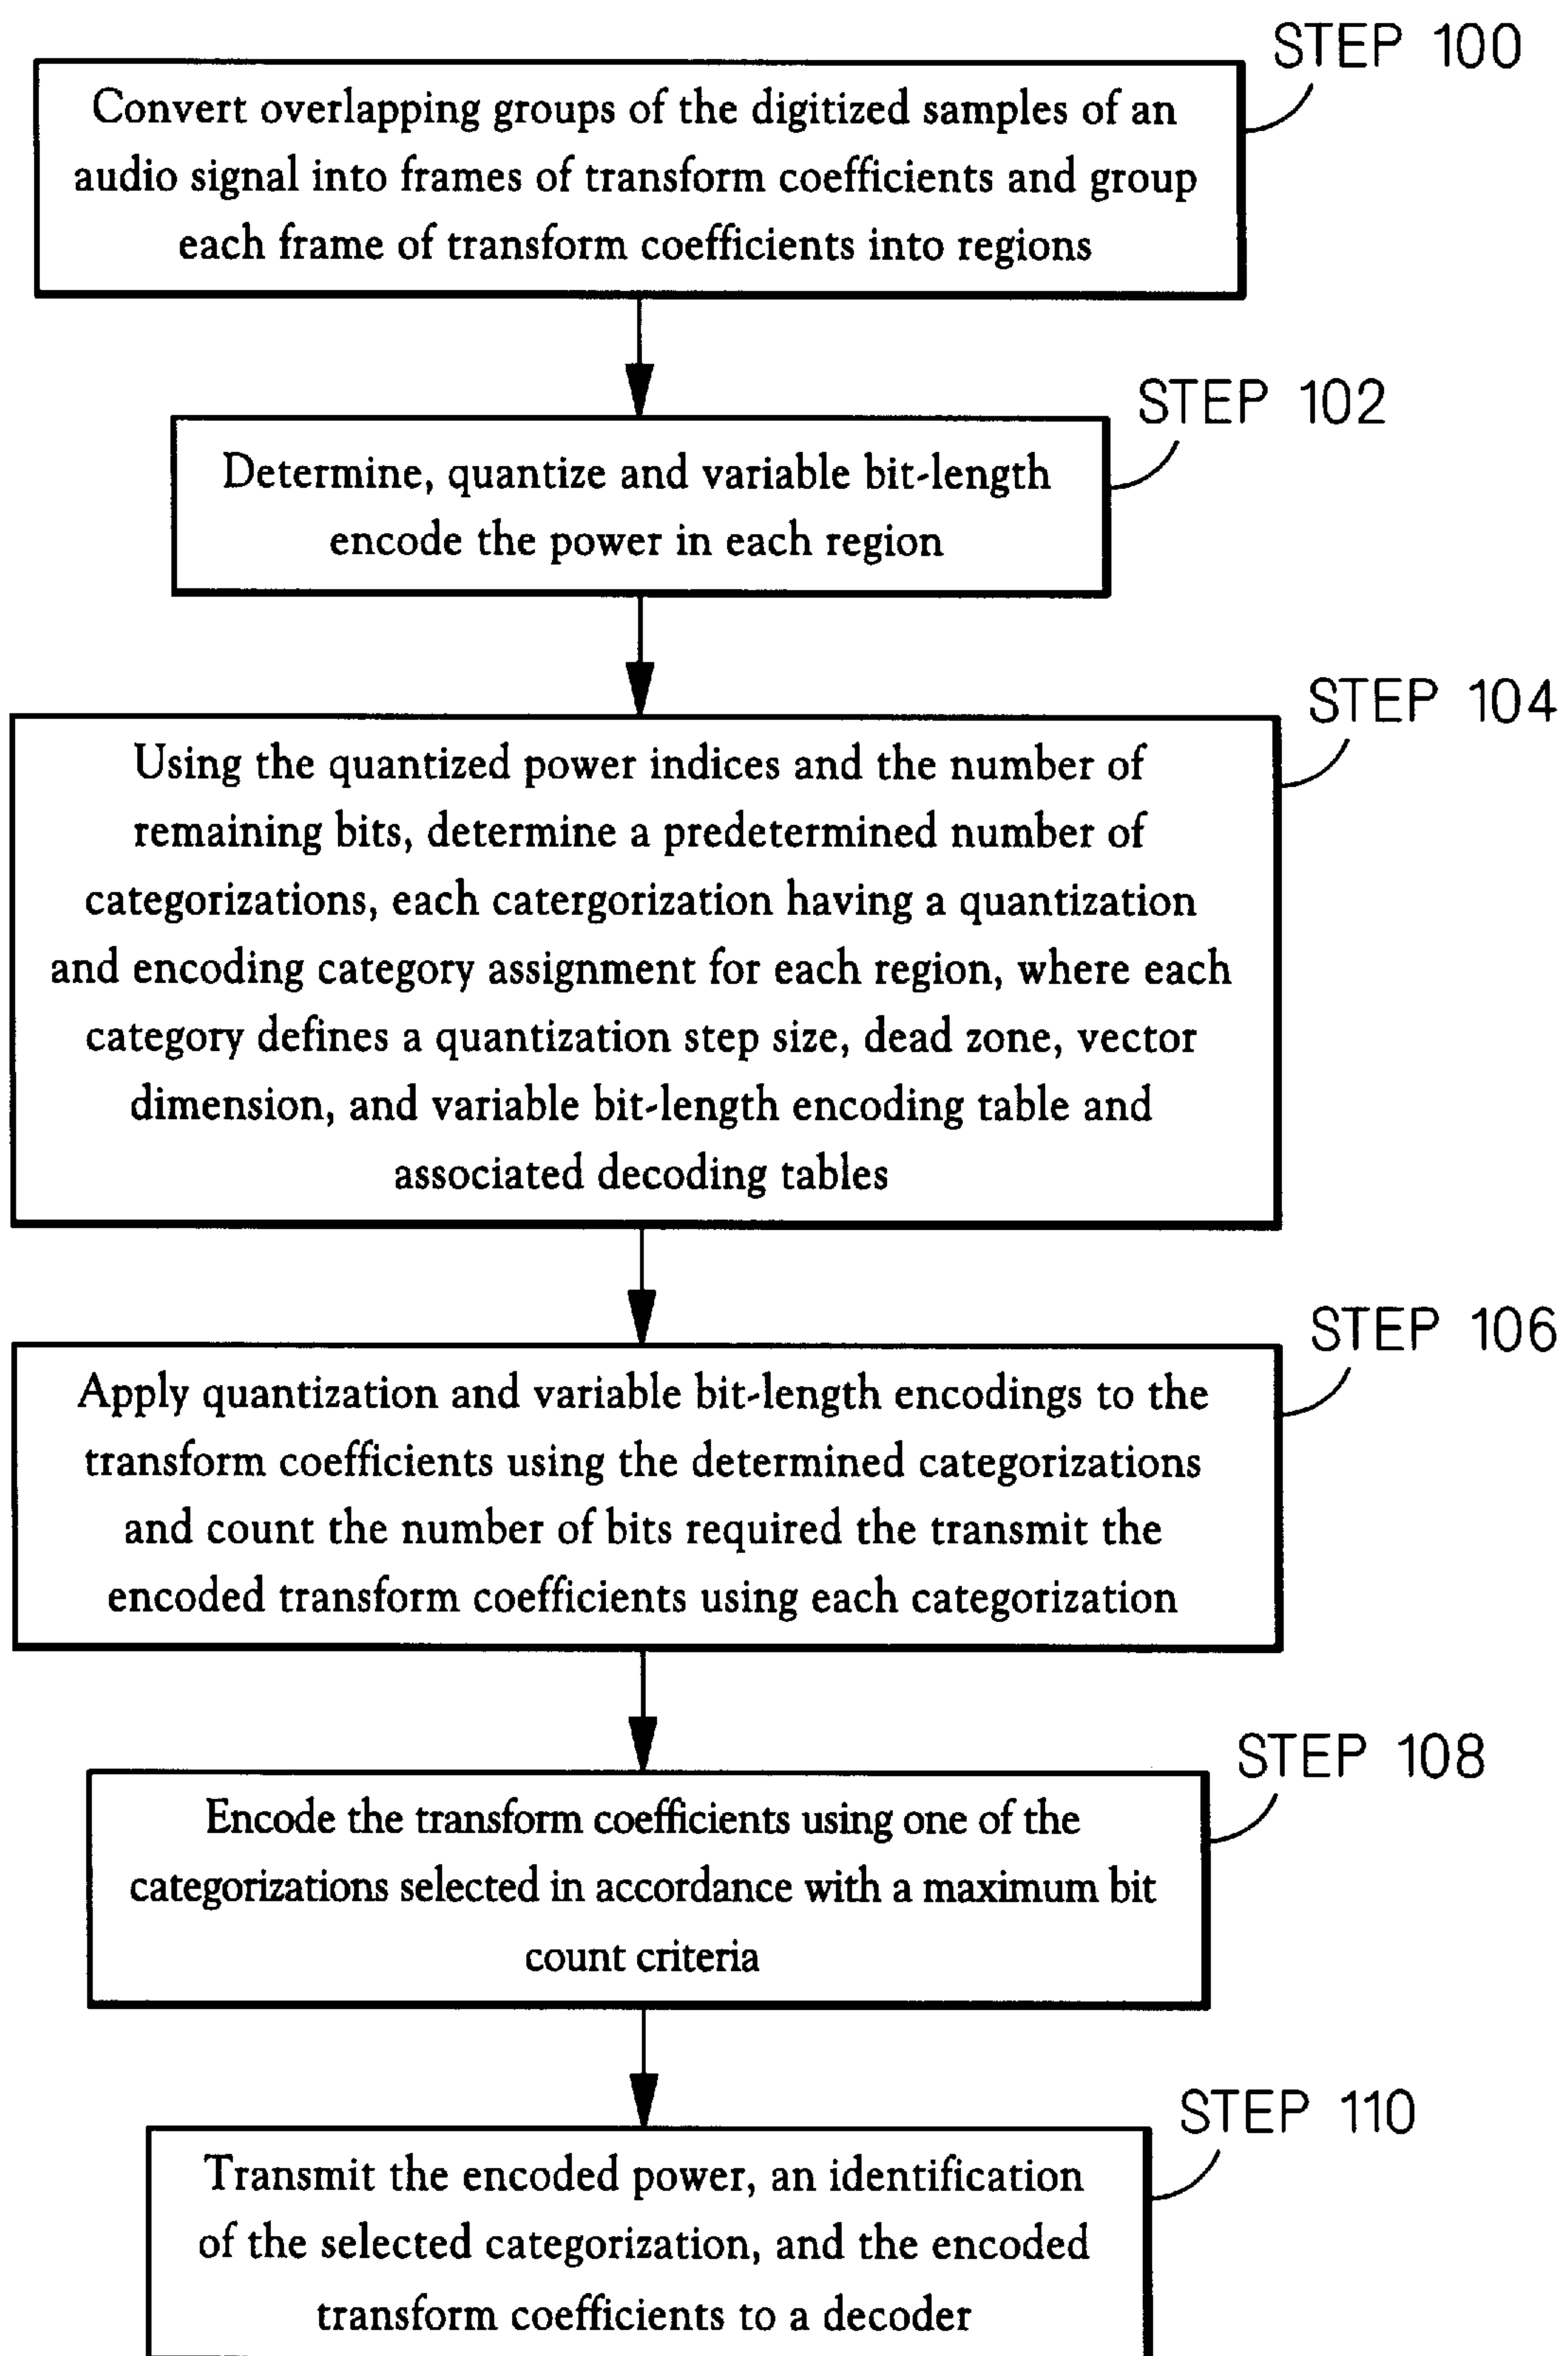 STEP 100
Convert overlapping groups of the digitized samples of an
audio signal into frames of transform coefficients and group
each frame of transform coefficients into regions
STEP 102
Determine, quantize and variable bit-length
encode the power in each region
STEP 104
Using the quantized power indices and the number of
remaining bits, determine a predetermined number of
categorizations, each catergorization having a quantization
and encoding category assignment for each region, where each
category defines a quantization step size, dead zone, vector
dimension, and variable bit-length encoding table and
associated decoding tables
STEP 106
Apply quantization and variable bit-length encodings to the
transform coefficients using the determined categorizations
and count the number of bits required the transmit the
encoded transform coefficients using each categorization
STEP 108
Encode the transform coefficients using one of the
categorizations selected in accordance with a maximum bit
count criteria
STEP 110
Transmit the encoded power, an identification
of the selected categorization, and the encoded
transform coefficients to a decoder